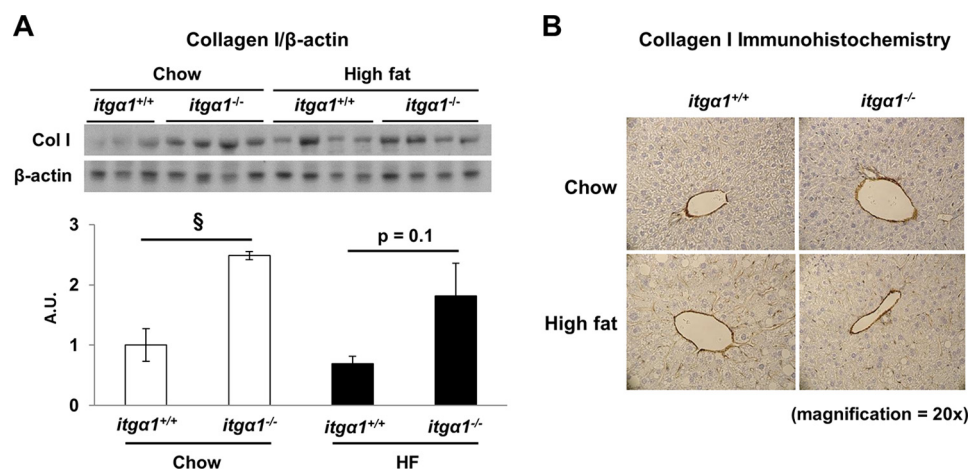 A
Collagen I/β-actin
Chow High fat
itgα1+/+ itgα1-/- itgα1+/+ itgα1-/-
Col I
β-actin
§
p = 0.1
A.U.
3
2
1
0
itgα1+/+ itgα1-/- itgα1+/+ itgα1-/-
Chow HF
B
Collagen I Immunohistochemistry
itgα1+/+ itgα1-/-
Chow
High fat
(magnification = 20x)